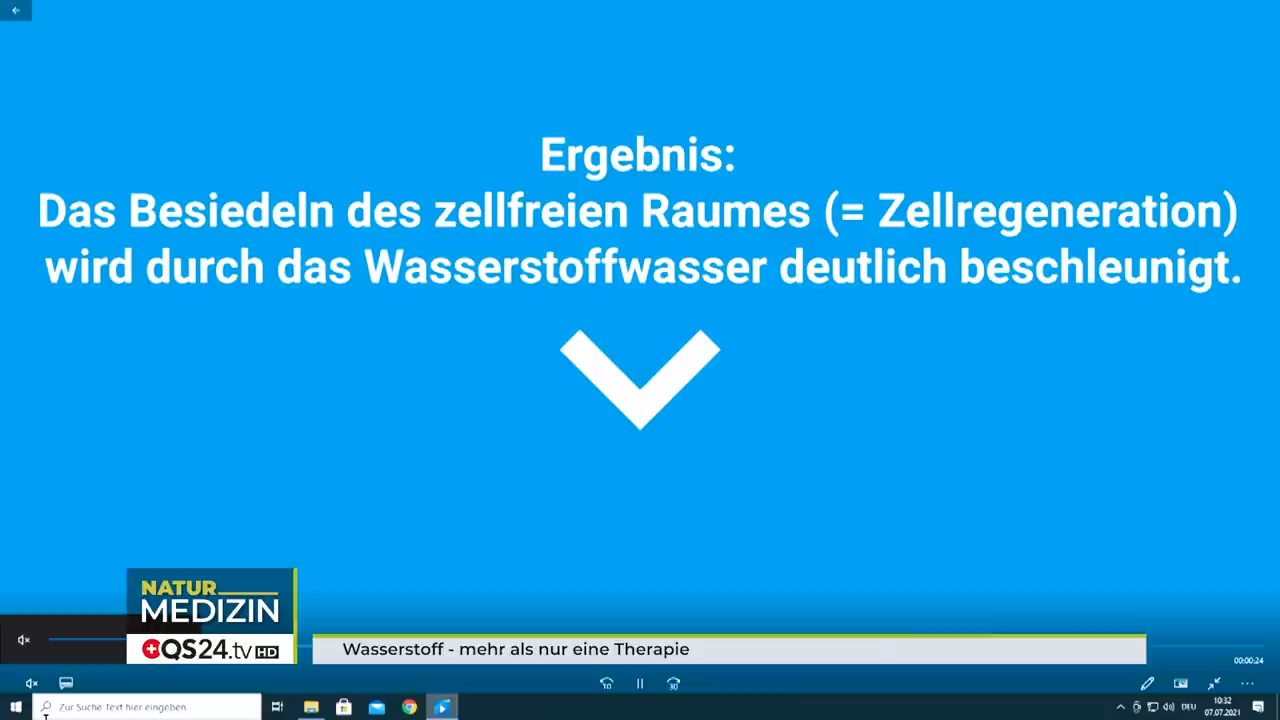 Ergebnis:
Das Besiedeln des zellfreien Raumes (= Zellregeneration)
wird durch das Wasserstoffwasser deutlich beschleunigt.
NATUR
MEDIZIN
QS24.tv HD
Wasserstoff - mehr als nur eine Therapie
00:00:24
10
30
Zur Suche Text hier eingeben
DEU
10:32
07.07.2021